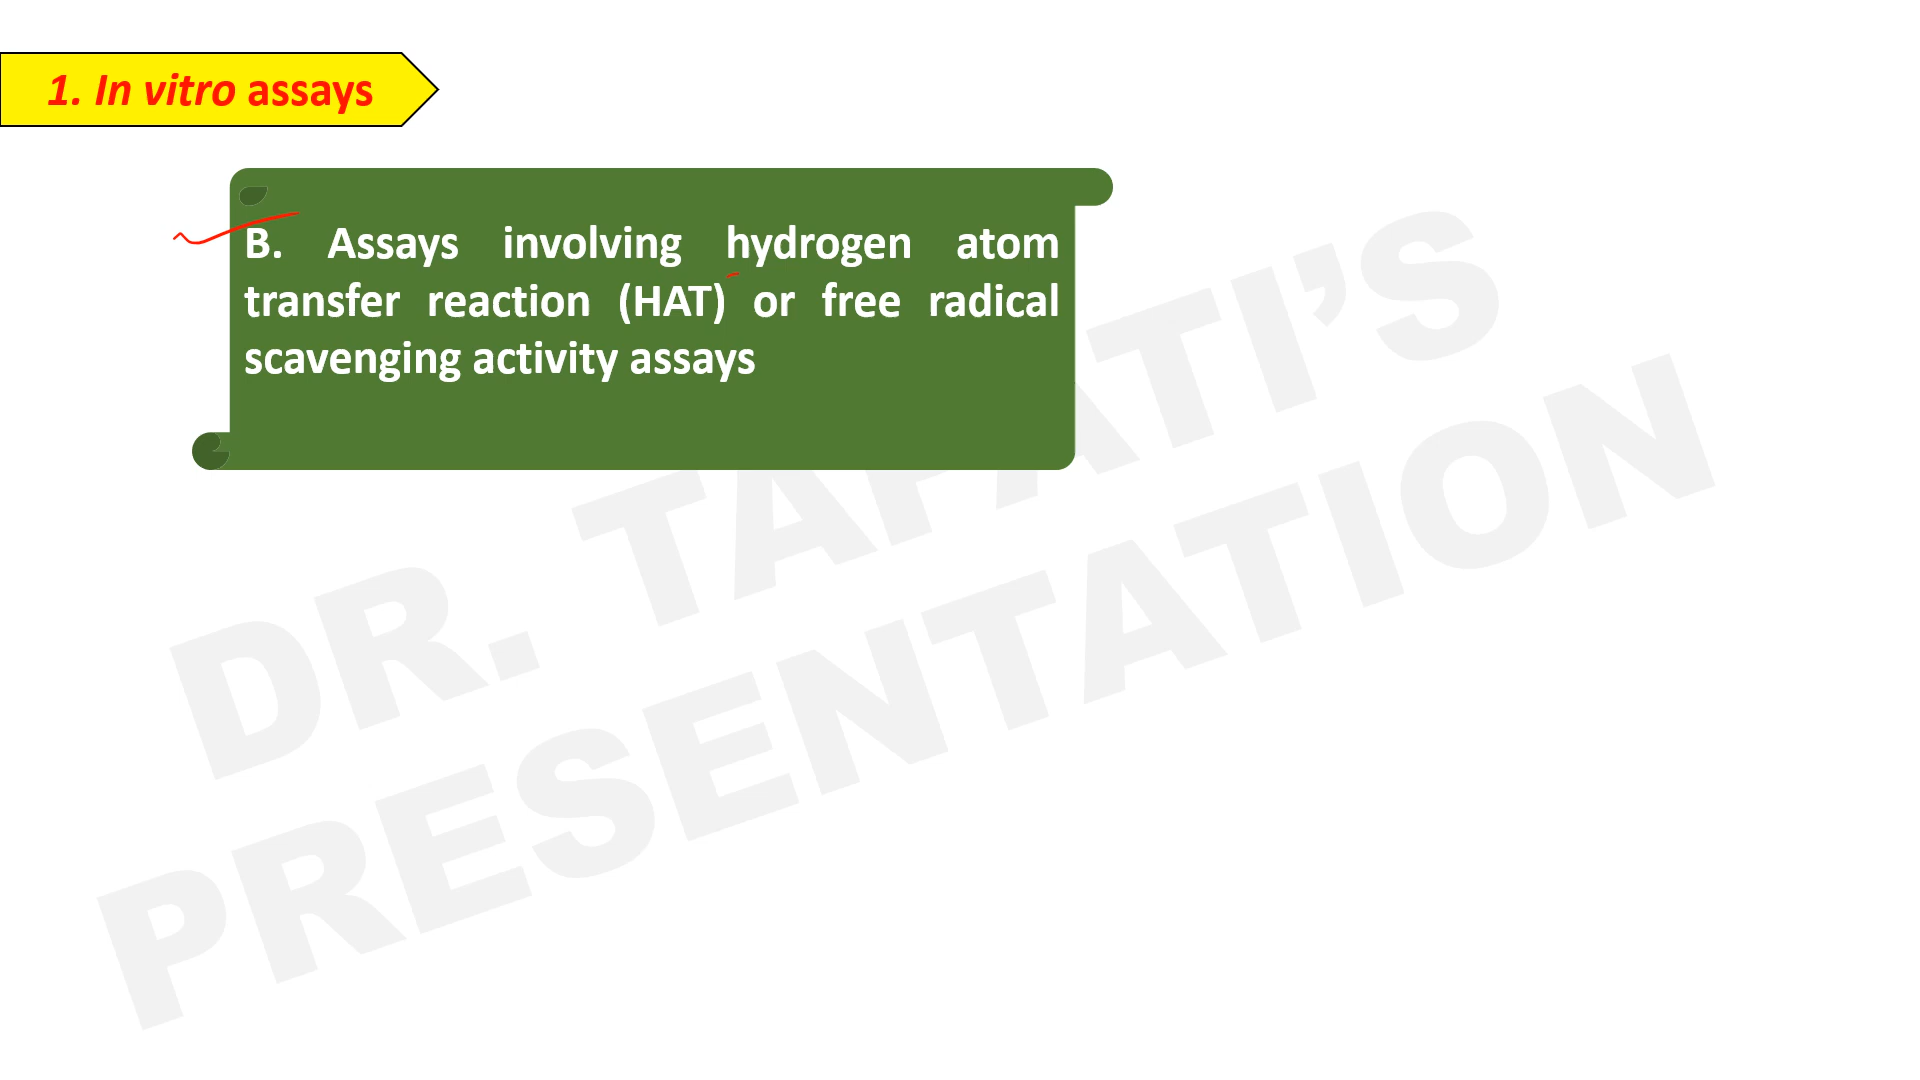 1. In vitro assays
B. Assays involving hydrogen atom
transfer reaction (HAT) or free radical
scavenging activity assays
DR. TAPATI’S
PRESENTATION